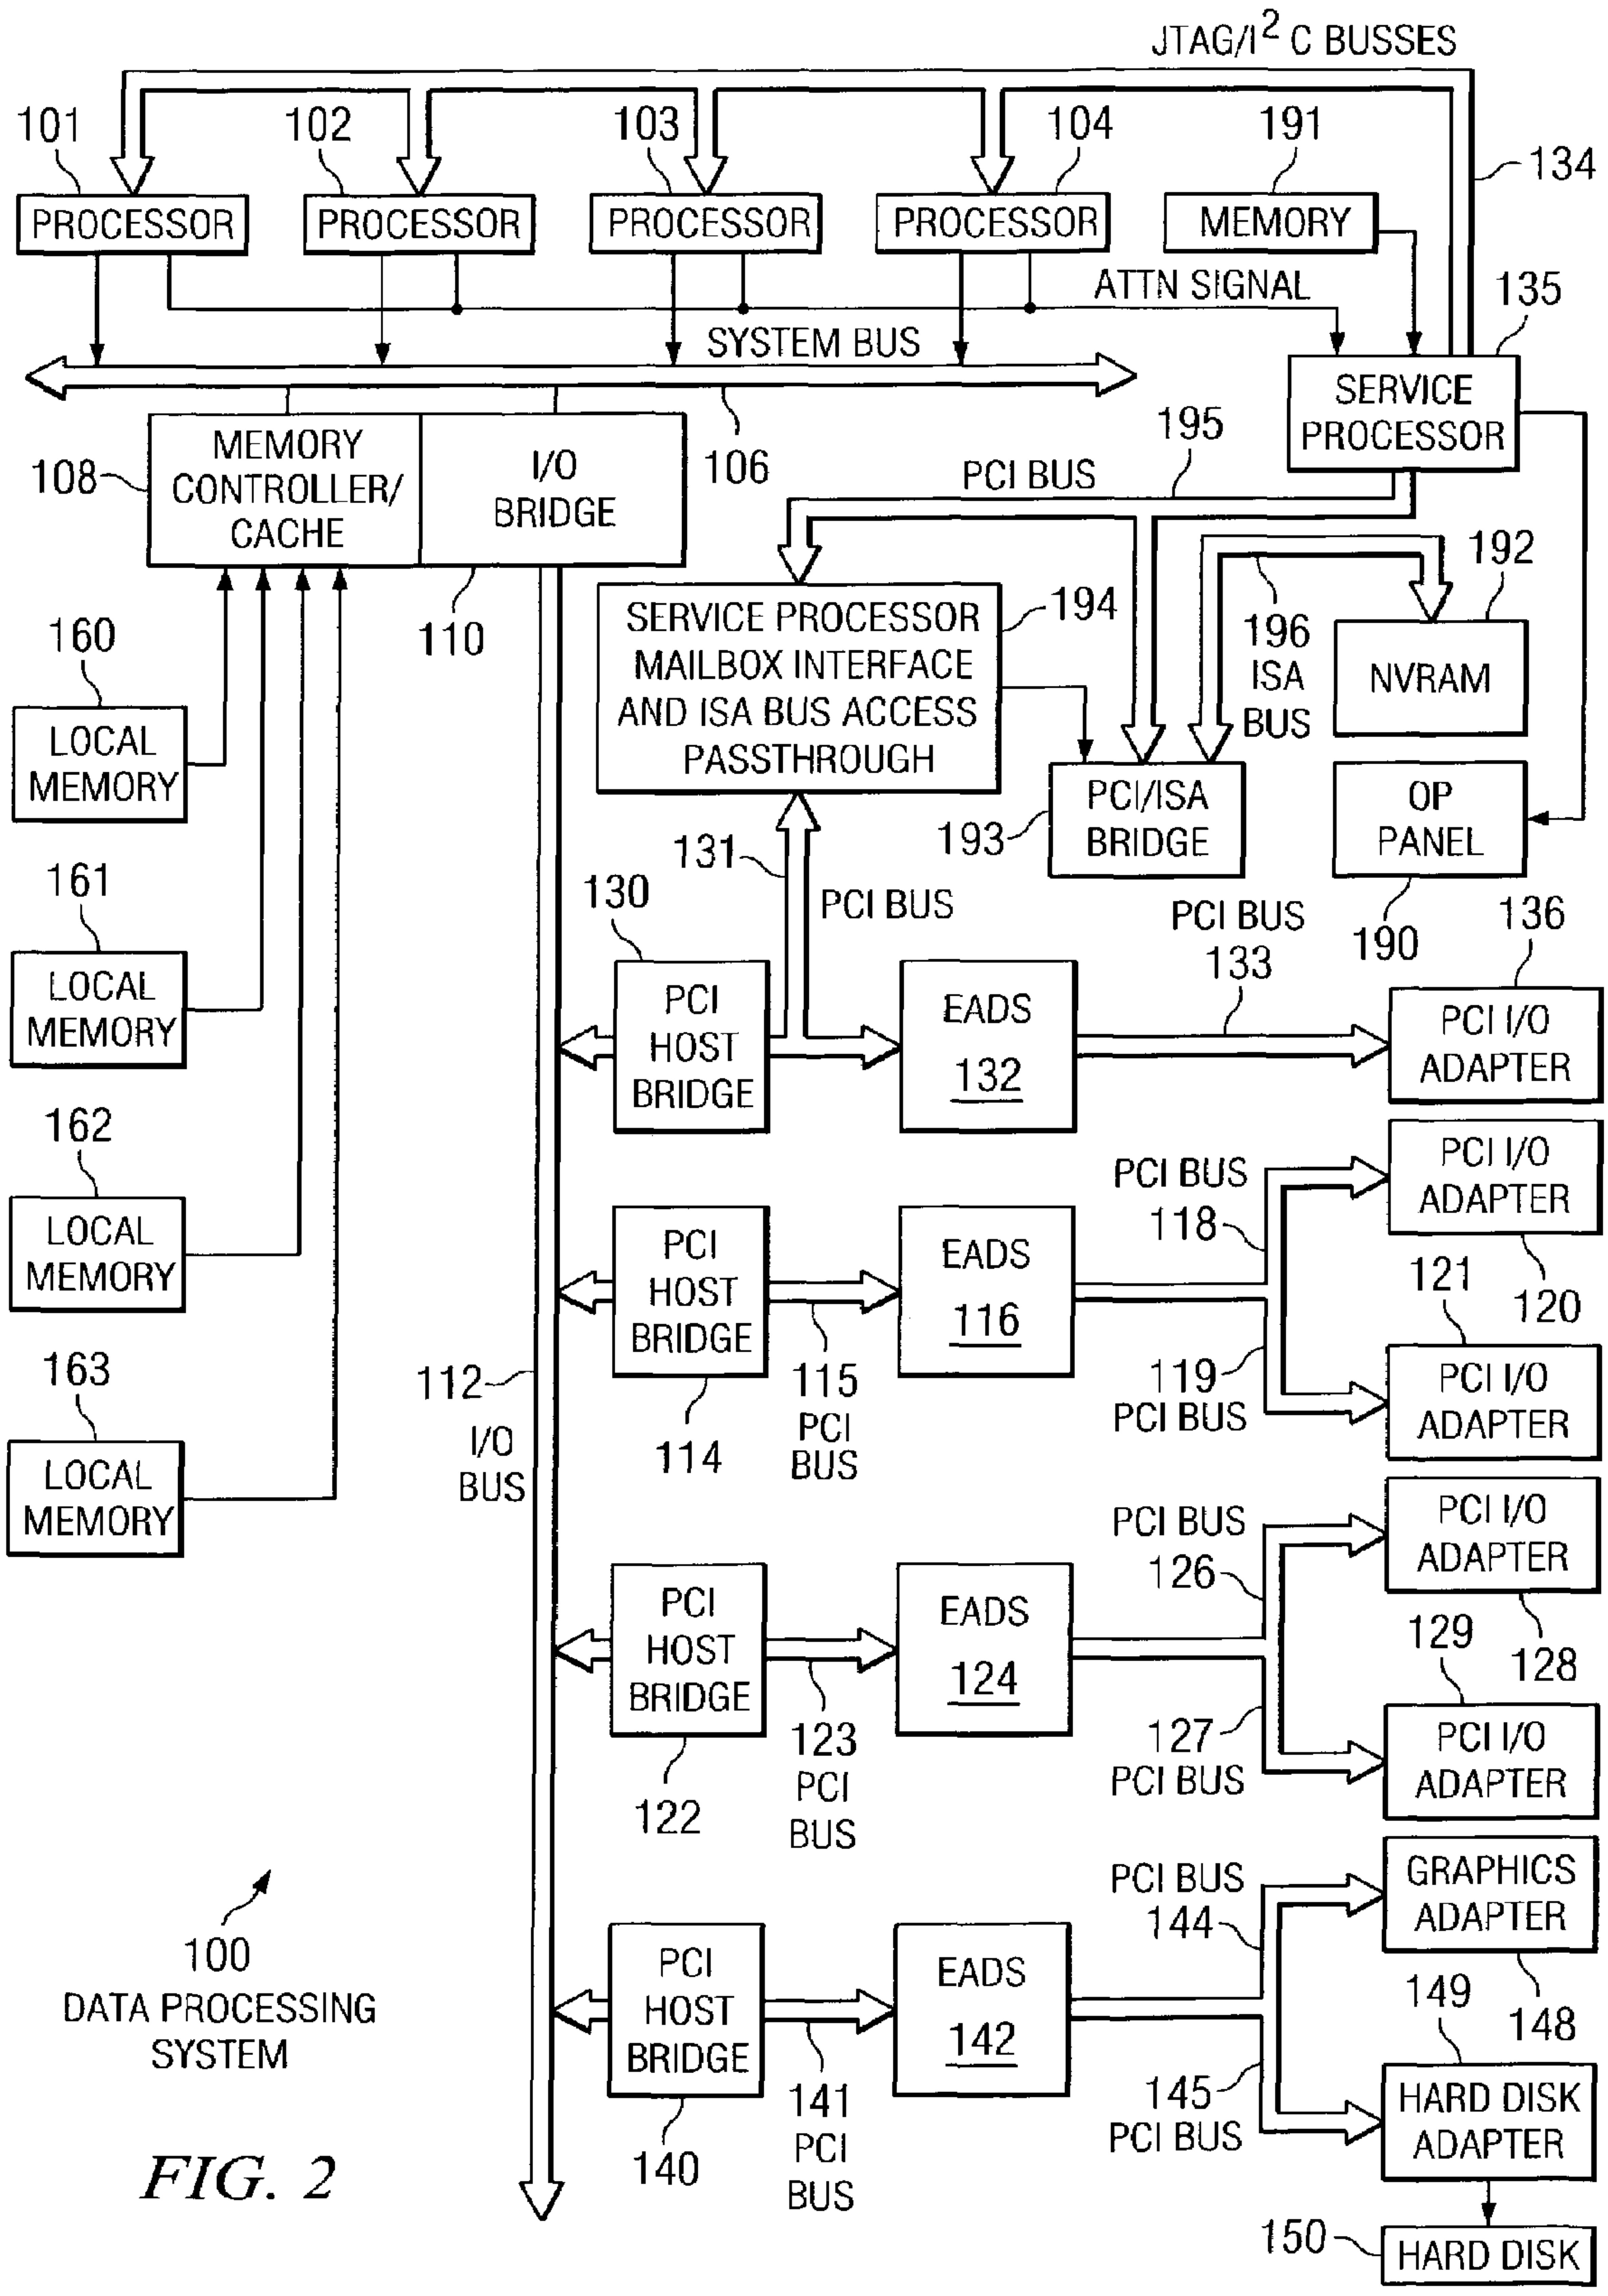 JTAG/I² C BUSSES
101
102
103
104
191
134
PROCESSOR
PROCESSOR
PROCESSOR
PROCESSOR
MEMORY
ATTN SIGNAL
135
SYSTEM BUS
SERVICE
PROCESSOR
195
106
MEMORY
CONTROLLER/
CACHE
108
I/O
BRIDGE
PCI BUS
110
192
194
196
ISA
BUS
NVRAM
SERVICE PROCESSOR
MAILBOX INTERFACE
AND ISA BUS ACCESS
PASSTHROUGH
160
LOCAL
MEMORY
PCI/ISA
BRIDGE
193
OP
PANEL
190
131
PCI BUS
161
LOCAL
MEMORY
130
PCI
HOST
BRIDGE
EADS
132
PCI BUS
133
136
PCI I/O
ADAPTER
162
LOCAL
MEMORY
PCI
HOST
BRIDGE
114
115
PCI
BUS
EADS
116
PCI BUS
118
PCI I/O
ADAPTER
120
119
PCI BUS
121
PCI I/O
ADAPTER
163
LOCAL
MEMORY
112
I/O
BUS
PCI
HOST
BRIDGE
122
123
PCI
BUS
EADS
124
PCI BUS
126
PCI I/O
ADAPTER
128
127
PCI BUS
129
PCI I/O
ADAPTER
100
DATA PROCESSING
SYSTEM
PCI
HOST
BRIDGE
140
141
PCI
BUS
EADS
142
PCI BUS
144
GRAPHICS
ADAPTER
148
145
PCI BUS
149
HARD DISK
ADAPTER
150
HARD DISK
FIG. 2